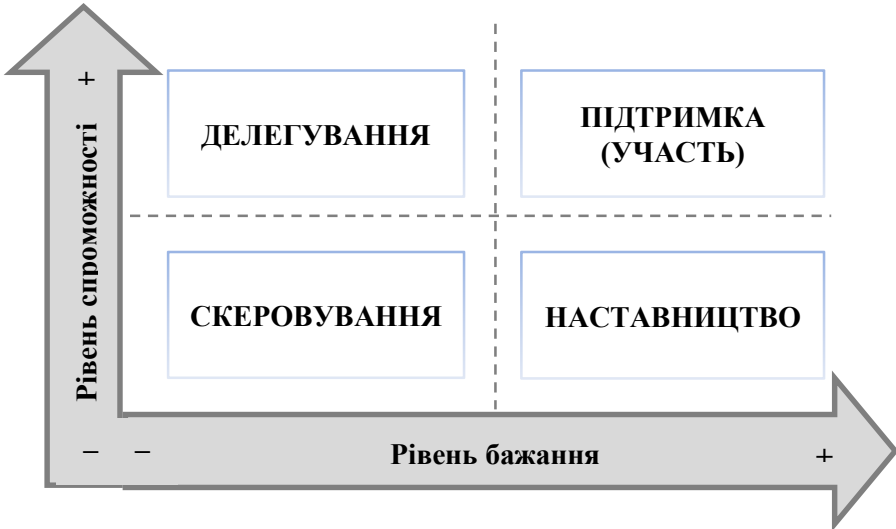 +
Рівень спроможності
–
ДЕЛЕГУВАННЯ
ПІДТРИМКА
(УЧАСТЬ)
СКЕРОВУВАННЯ
НАСТАВНИЦТВО
–
Рівень бажання
+